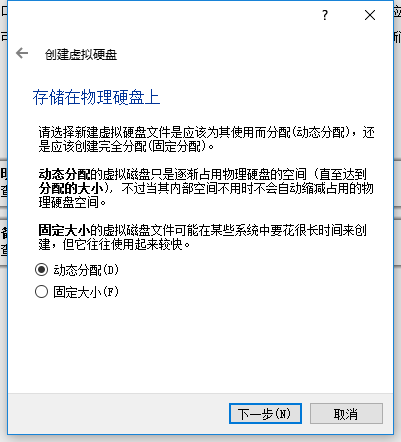 ?
创建虚拟硬盘
存储在物理硬盘上
请选择新建虚拟硬盘文件是应该为其使用而分配(动态分配)，还
是应该创建完全分配(固定分配)。
动态分配的虚拟磁盘只是逐渐占用物理硬盘的空间（直至达到
分配的大小），不过当其内部空间不用时不会自动缩减占用的物
理硬盘空间。
固定大小的虚拟磁盘文件可能在某些系统中要花很长时间来创
建，但它往往使用起来较快。
动态分配(D)
固定大小(F)
下一步(N)
取消